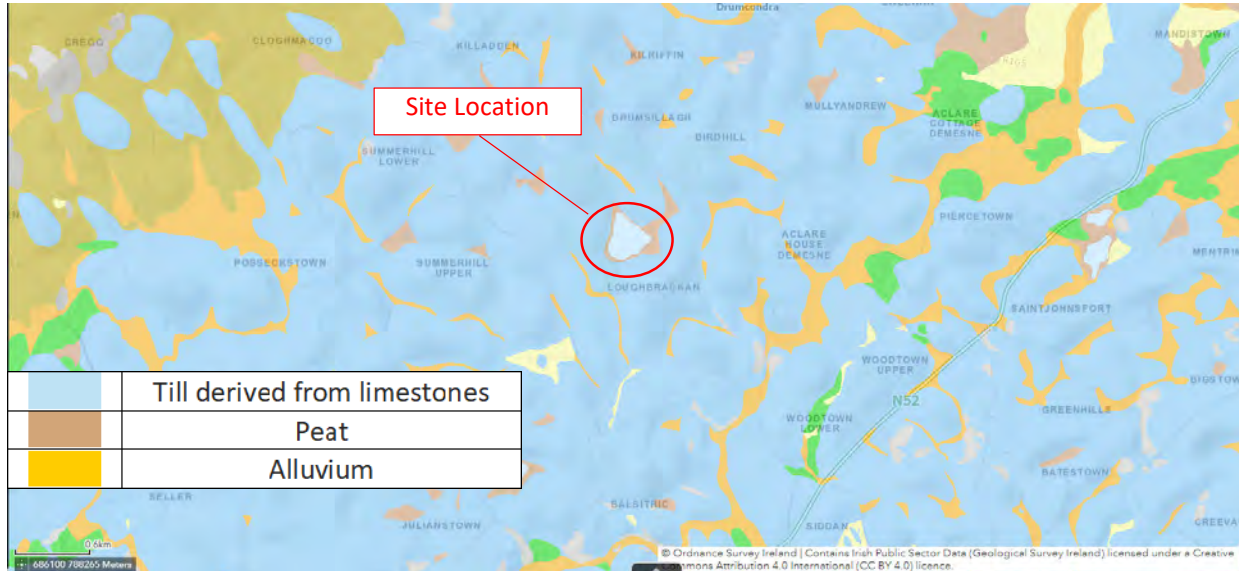 Drumcondra
MANDISTOWN
CREGG
CLOGHMACOO
KILLADDEN
KILRIFFIN
Site Location
MULLYANDREW
ACLARE
COTTAGE
DEMESNE
DRUMSILLAGH
BIRDHILL
SUMMERHILL
LOWER
PIERCETOWN
ACLARE
HOUSE
DEMESNE
POSSECKSTOWN
SUMMERHILL
UPPER
MENTRI
LOUGHBRACKAN
SAINTJOHNSFORT
WOODTOWN
UPPER
BIGSTOW
N52
GREENHILLS
WOODTOWN
LOWER
Till derived from limestones
Peat
Alluvium
BATESTOWN
SELLER
BALSITRIC
JULIANSTOWN
SIDDAN
GREEVA
0.6km
686100 788265 Meters
© Ordnance Survey Ireland | Contains Irish Public Sector Data (Geological Survey Ireland) licensed under a Creative
Commons Attribution 4.0 International (CC BY 4.0) licence.